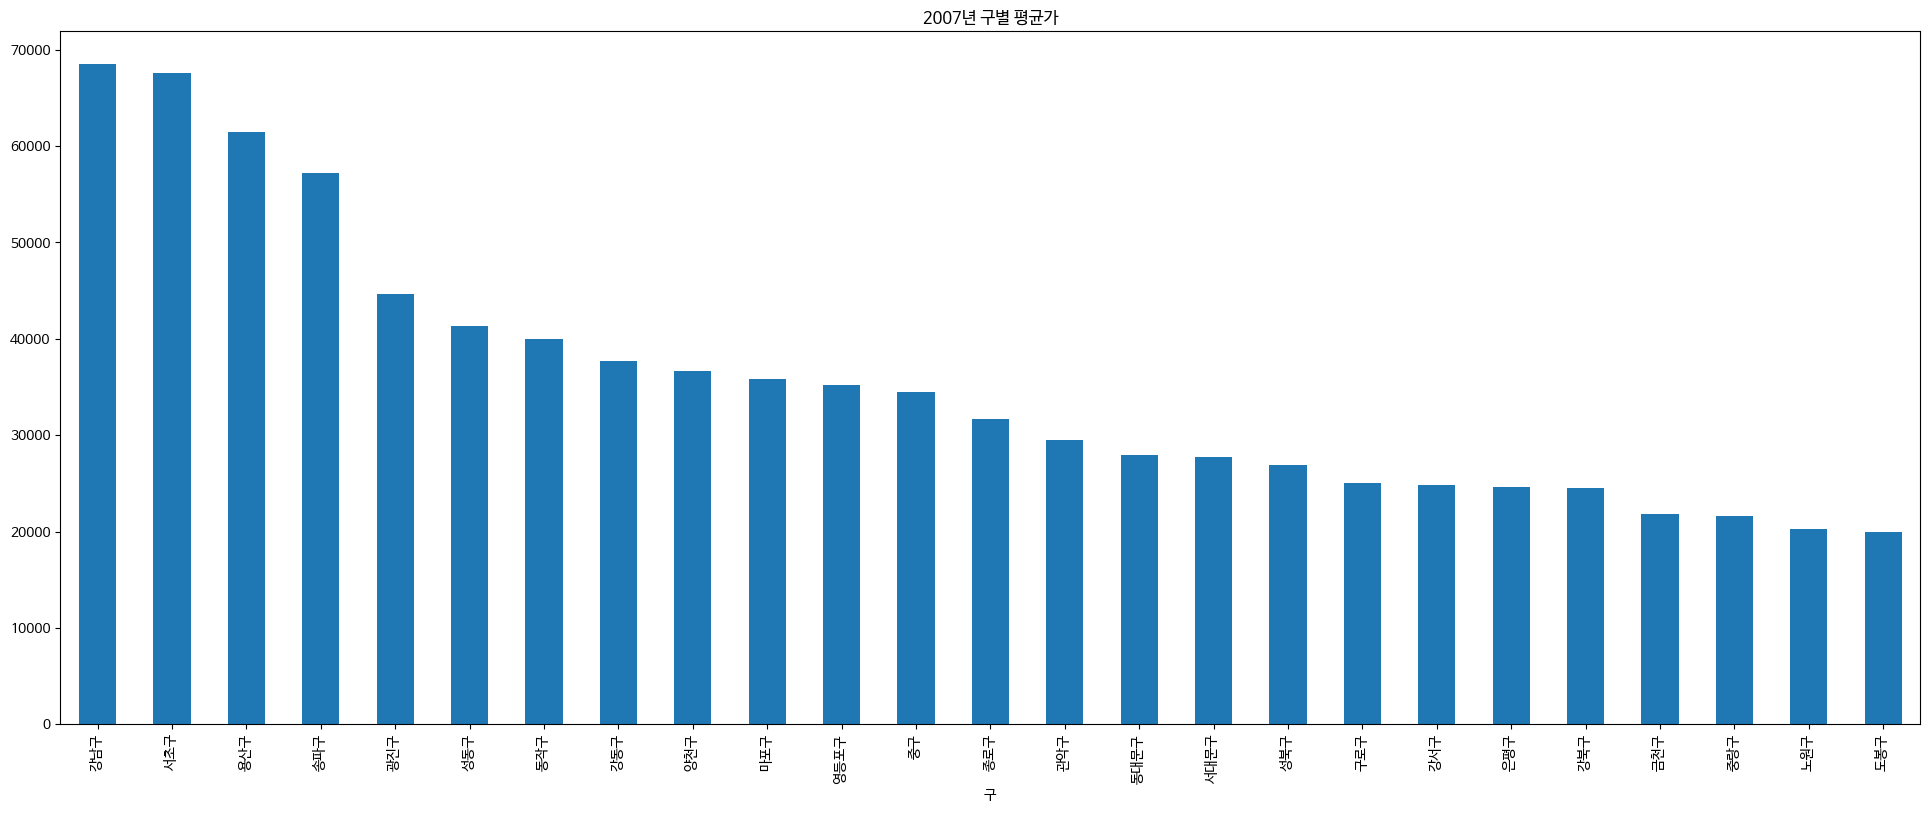 2007년 구별 평균가
70000
60000
50000
40000
30000
20000
10000
0
강남구
서초구
용산구
송파구
광진구
성동구
동작구
강동구
양천구
마포구
영등포구
중구
종로구
관악구
동대문구
서대문구
성북구
구로구
강서구
은평구
강북구
금천구
중랑구
노원구
도봉구
구